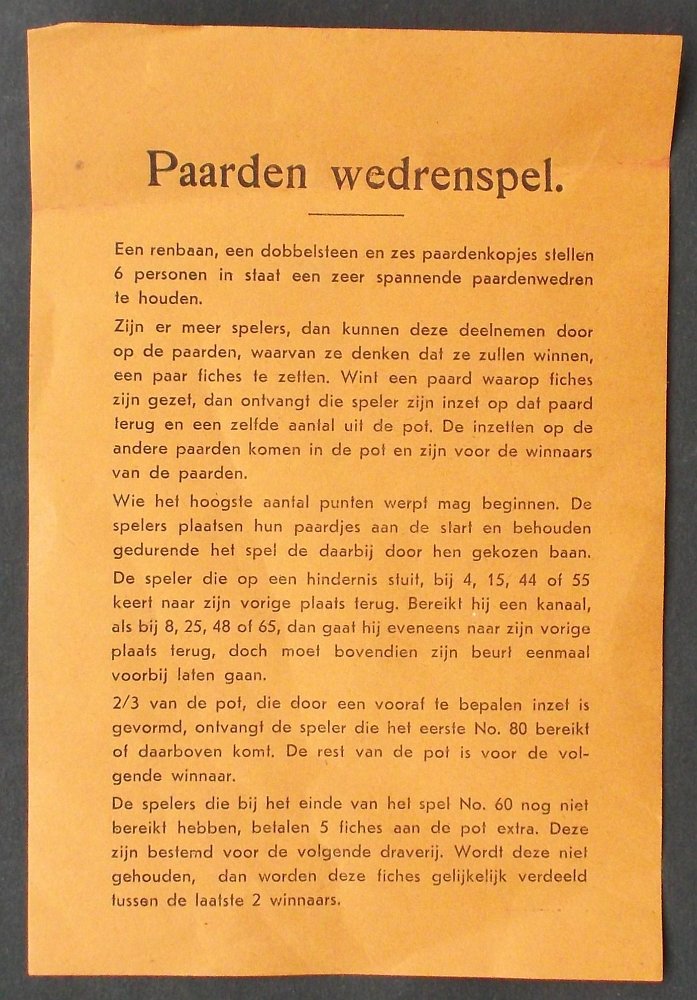 Paarden wedrenspel.
Een renbaan, een dobbelsteen en zes paardenkopjes stellen
6 personen in staat een zeer spannende paardenwedren
te houden.
Zijn er meer spelers, dan kunnen deze deelnemen door
op de paarden, waarvan ze denken dat ze zullen winnen,
een paar fiches te zetten. Wint een paard waarop fiches
zijn gezet, dan ontvangt die speler zijn inzet op dat paard
terug en een zelfde aantal uit de pot. De inzetten op de
andere paarden komen in de pot en zijn voor de winnaars
van de paarden.
Wie het hoogste aantal punten werpt mag beginnen. De
spelers plaatsen hun paardjes aan de start en behouden
gedurende het spel de daarbij door hen gekozen baan.
De speler die op een hindernis stuit, bij 4, 15, 44 of 55
keert naar zijn vorige plaats terug. Bereikt hij een kanaal,
als bij 8, 25, 48 of 65, dan gaat hij eveneens naar zijn vorige
plaats terug, doch moet bovendien zijn beurt eenmaal
voorbij laten gaan.
2/3 van de pot, die door een vooraf te bepalen inzet is
gevormd, ontvangt de speler die het eerste No. 80 bereikt
of daarboven komt. De rest van de pot is voor de vol-
gende winnaar.
De spelers die bij het einde van het spel No. 60 nog niet
bereikt hebben, betalen 5 fiches aan de pot extra. Deze
zijn bestemd voor de volgende draverij. Wordt deze niet
gehouden, dan worden deze fiches gelijkelijk verdeeld
tussen de laatste 2 winnaars.